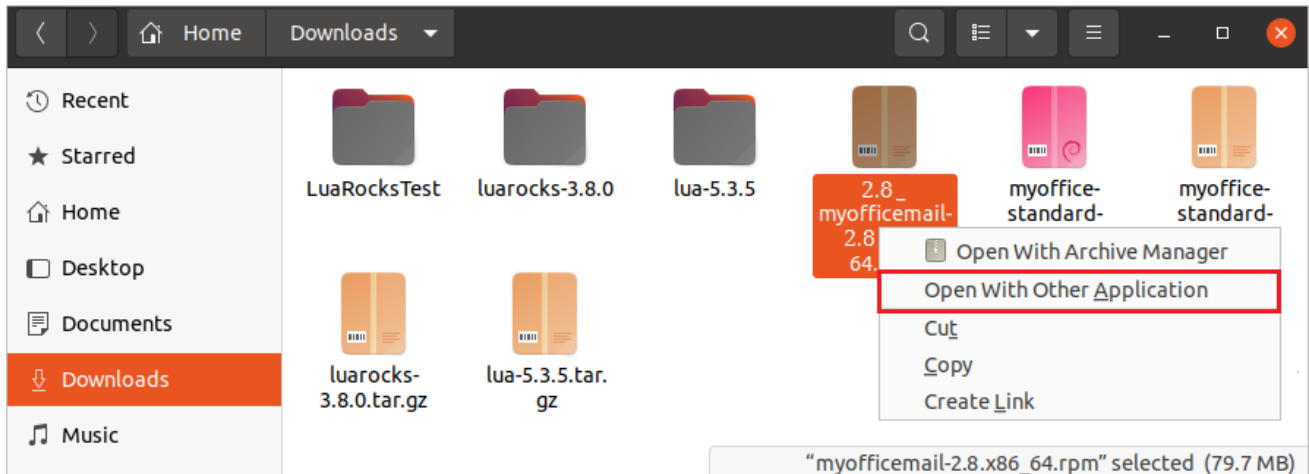 Home Downloads
Recent
Starred
Home
Desktop
Documents
Downloads
Music
LuaRocksTest
luarocks-3.8.0
lua-5.3.5
2.8_
myofficemail-
2.8
64.
myoffice-
standard-
myoffice-
standard-
luarocks-
3.8.0.tar.gz
lua-5.3.5.tar.
gz
Open With Archive Manager
Open With Other Application
Cut
Copy
Create Link
“myofficemail-2.8.x86_64.rpm” selected (79.7 MB)